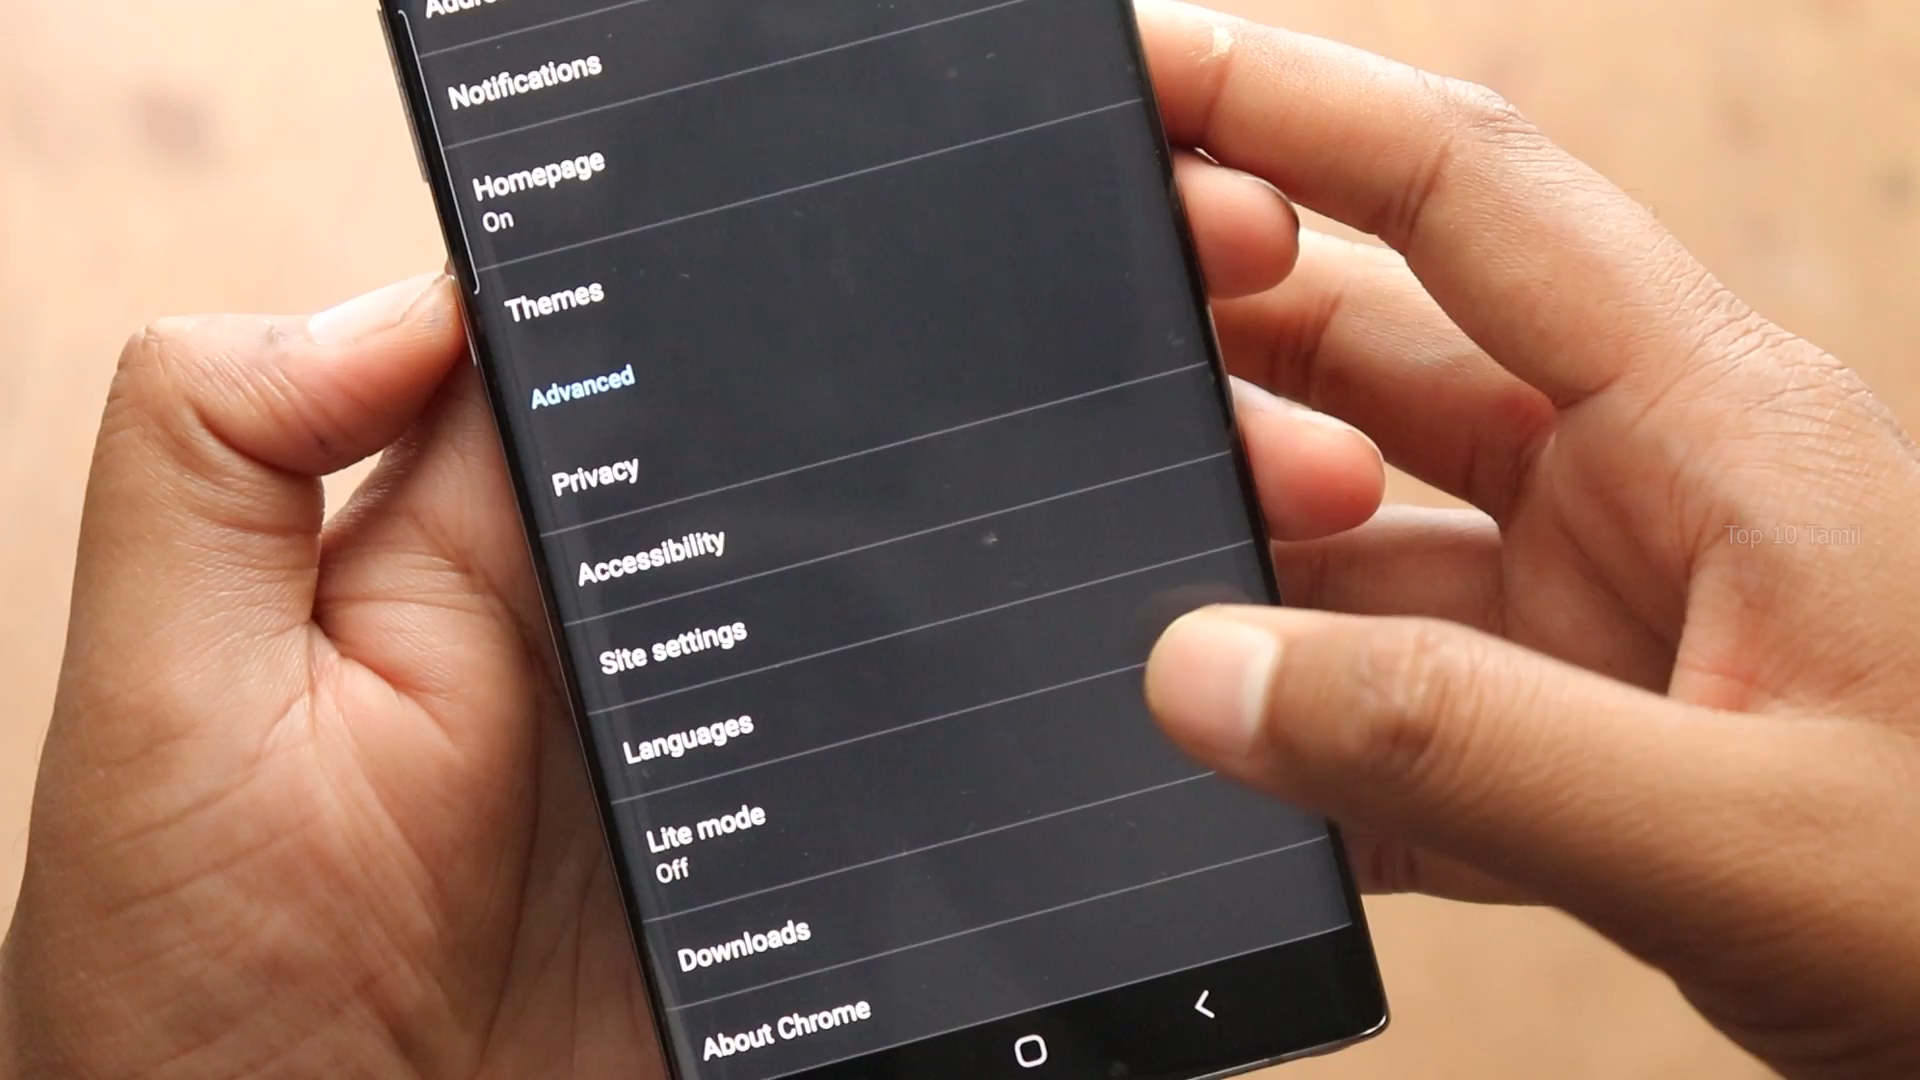 Notifications
Homepage
On
Themes
Advanced
Privacy
Accessibility
Site settings
Languages
Lite mode
Off
Downloads
About Chrome
Top 10 Tamil